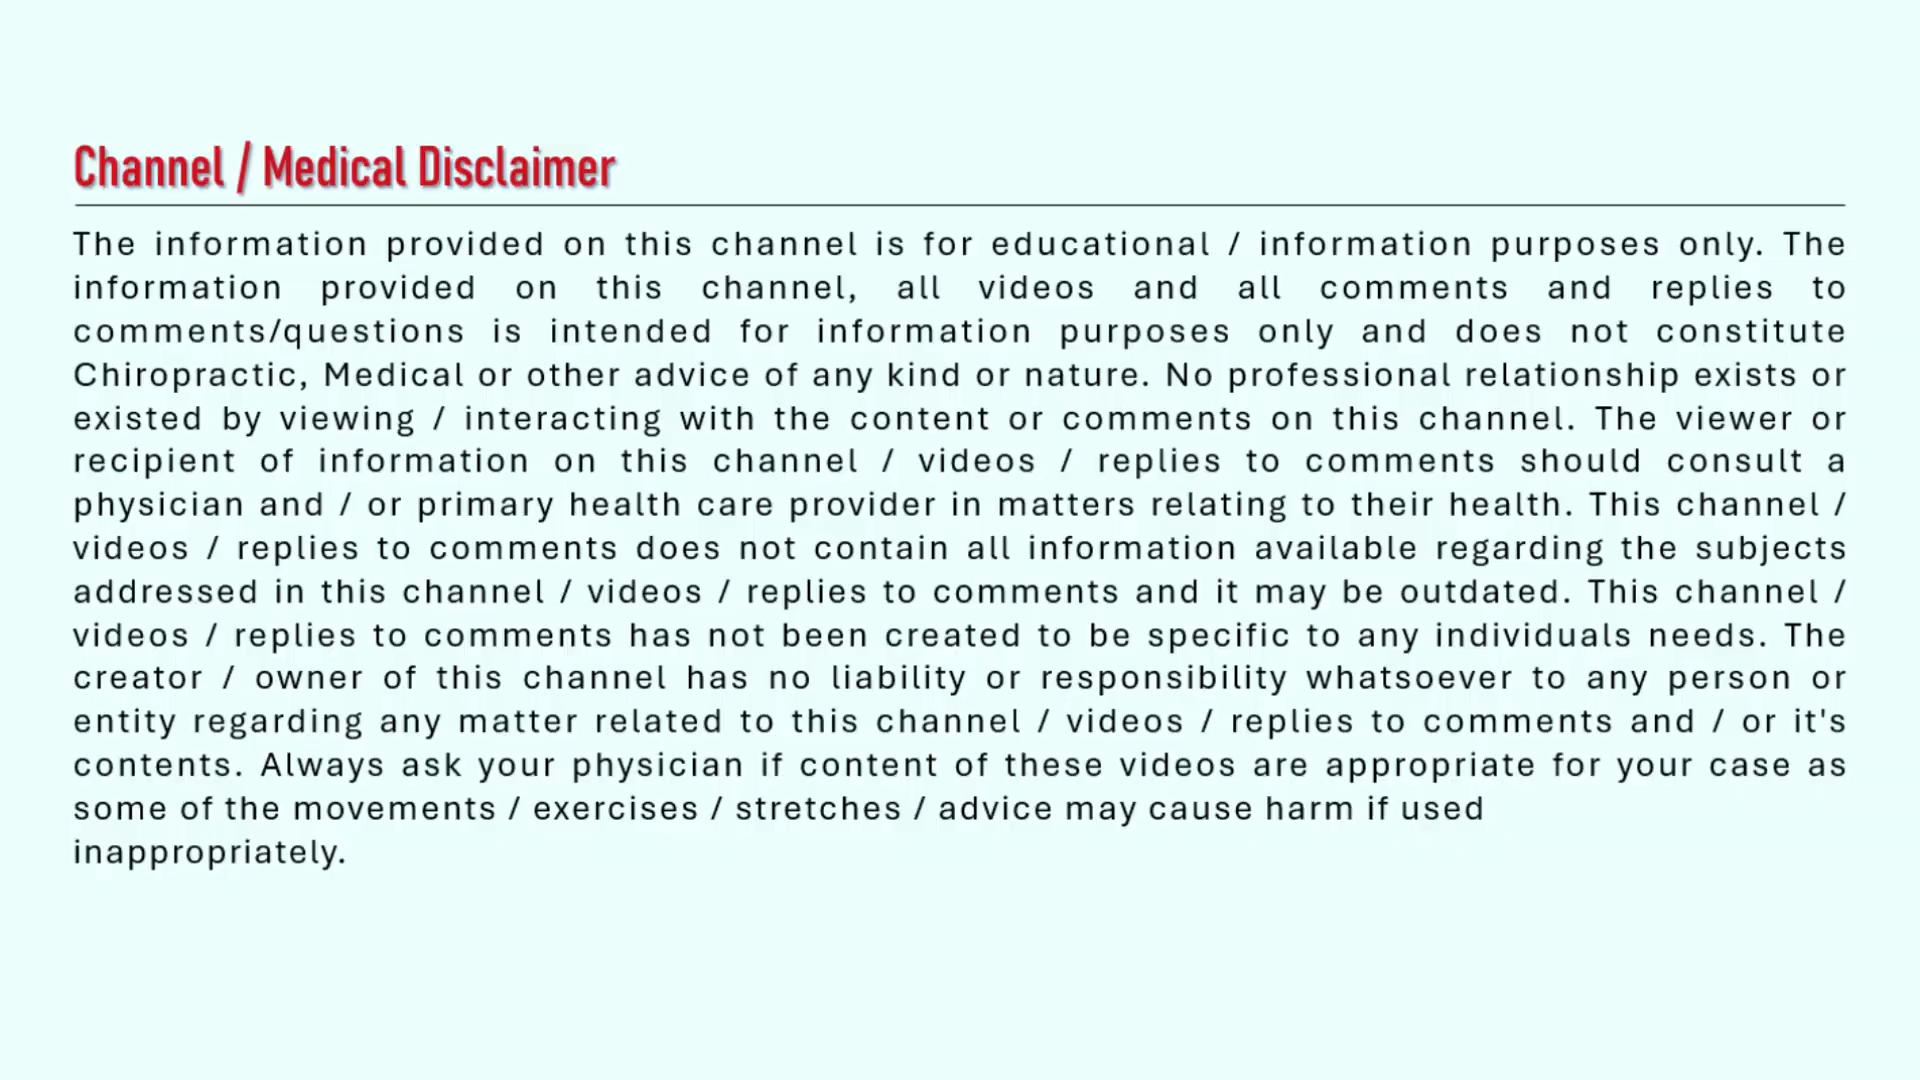 Channel / Medical Disclaimer
The information provided on this channel is for educational / information purposes only. The
information provided on this channel, all videos and all comments and replies to
comments/questions is intended for information purposes only and does not constitute
Chiropractic, Medical or other advice of any kind or nature. No professional relationship exists or
existed by viewing / interacting with the content or comments on this channel. The viewer or
recipient of information on this channel / videos / replies to comments should consult a
physician and / or primary health care provider in matters relating to their health. This channel /
videos / replies to comments does not contain all information available regarding the subjects
addressed in this channel / videos / replies to comments and it may be outdated. This channel /
videos / replies to comments has not been created to be specific to any individuals needs. The
creator / owner of this channel has no liability or responsibility whatsoever to any person or
entity regarding any matter related to this channel / videos / replies to comments and / or it's
contents. Always ask your physician if content of these videos are appropriate for your case as
some of the movements / exercises / stretches / advice may cause harm if used
inappropriately.